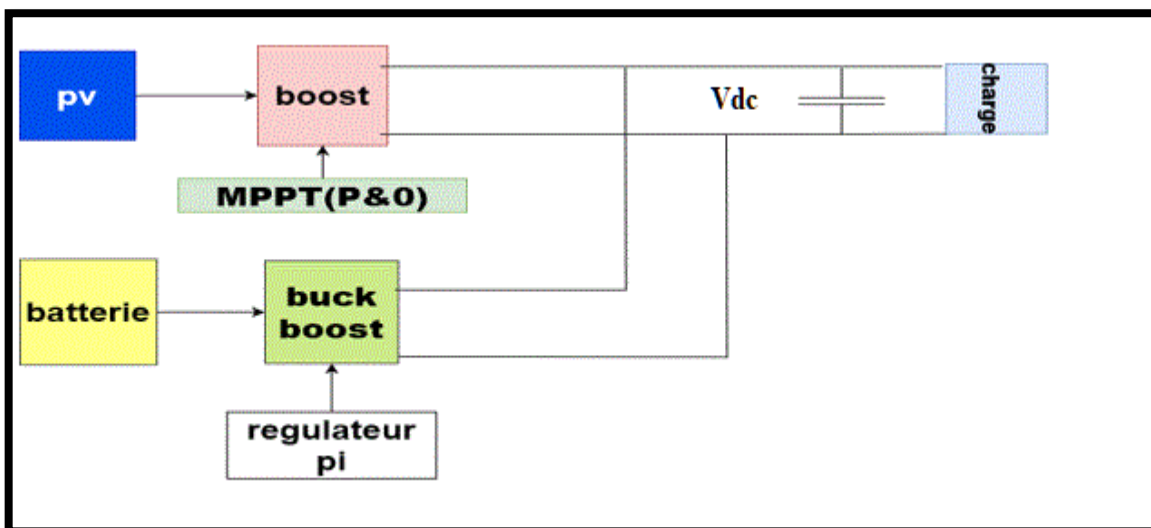 pv
boost
Vdc
charge
MPPT(P&0)
batterie
buck
boost
regulateur
pi